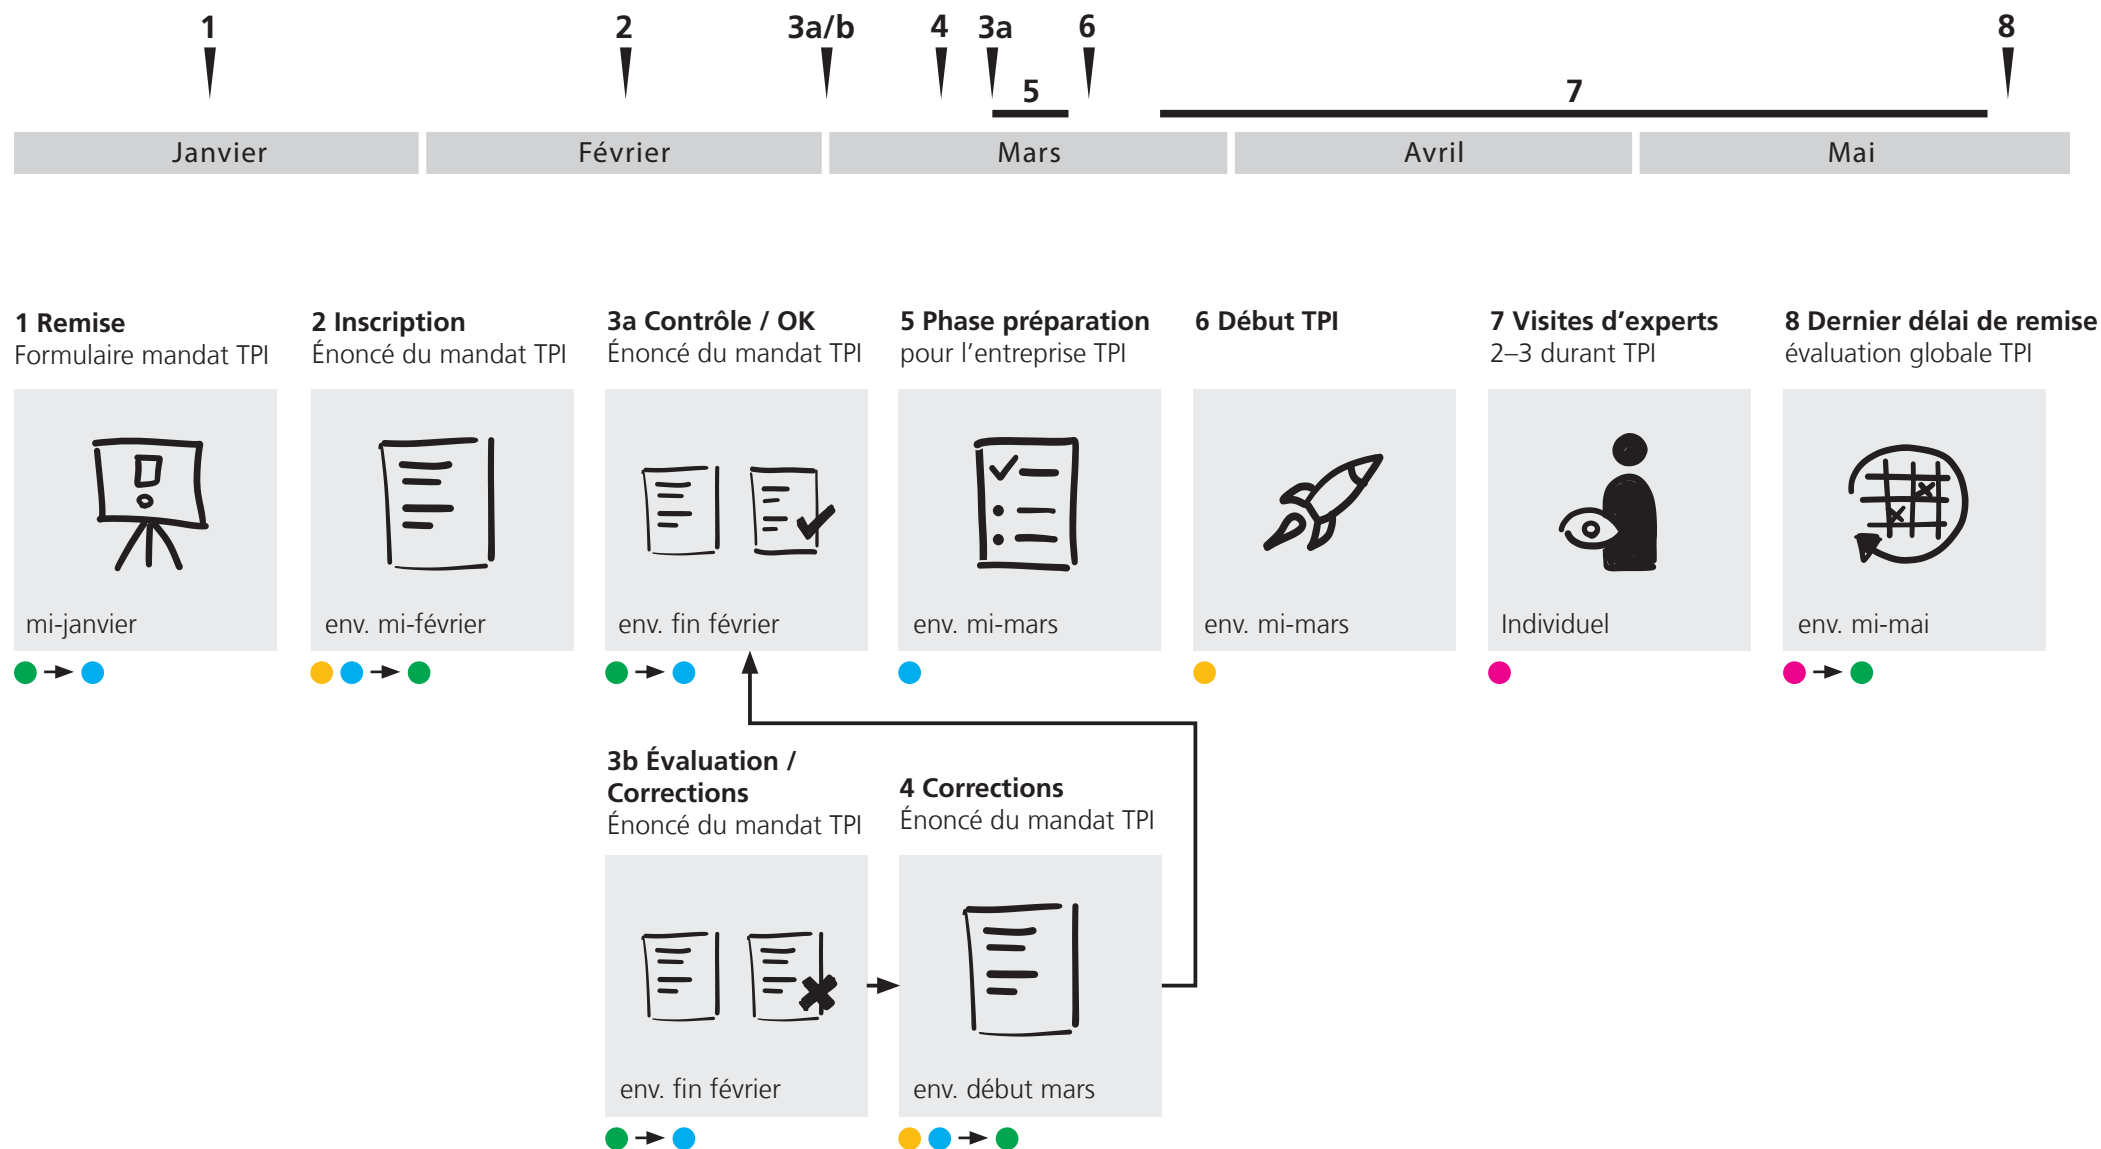 1
2
3a/b
4
3a
6
8
5
7
Janvier
Février
Mars
Avril
Mai
1 Remise
Formulaire mandat TPI
mi-janvier
2 Inscription
Énoncé du mandat TPI
env. mi-février
3a Contrôle / OK
Énoncé du mandat TPI
env. fin février
5 Phase préparation
pour l’entreprise TPI
env. mi-mars
6 Début TPI
env. mi-mars
7 Visites d’experts
2–3 durant TPI
Individuel
8 Dernier délai de remise
évaluation globale TPI
env. mi-mai
3b Évaluation /
Corrections
Énoncé du mandat TPI
env. fin février
4 Corrections
Énoncé du mandat TPI
env. début mars